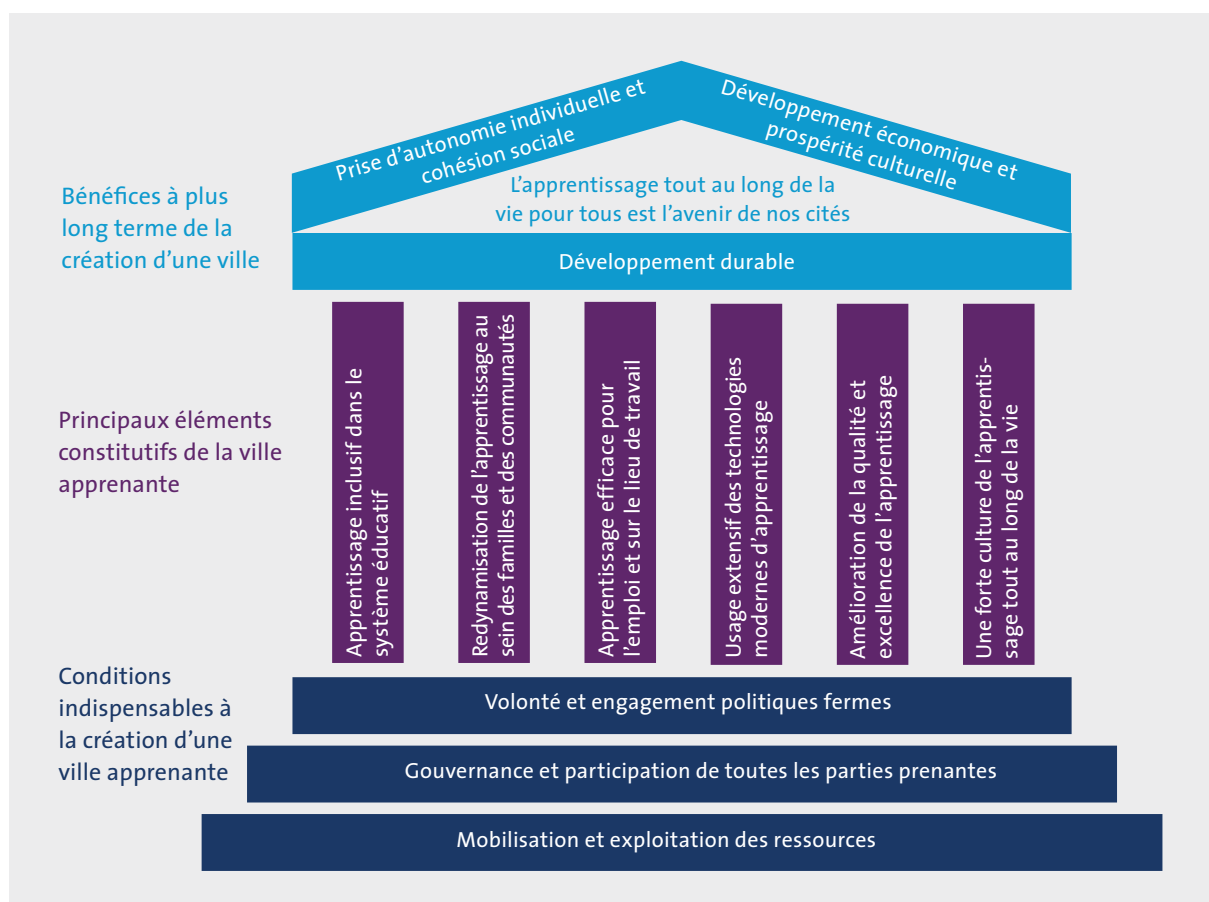 Prise d'autonomie individuelle et
cohésion sociale
Développement économique et
prospérité culturelle
L'apprentissage tout au long de la
vie pour tous est l'avenir de nos cités
Bénéfices à plus
long terme de la
création d'une ville
Développement durable
Principaux éléments
constitutifs de la ville
apprenante
Apprentissage inclusif dans le
système éducatif
Redynamisation de l'apprentissage au
sein des familles et des communautés
Apprentissage efficace pour
l'emploi et sur le lieu de travail
Usage extensif des technologies
modernes d'apprentissage
Amélioration de la qualité et
excellence de l'apprentissage
Une forte culture de l'apprentis-
sage tout au long de la vie
Conditions
indispensables à
la création d'une
ville apprenante
Volonté et engagement politiques fermes
Gouvernance et participation de toutes les parties prenantes
Mobilisation et exploitation des ressources